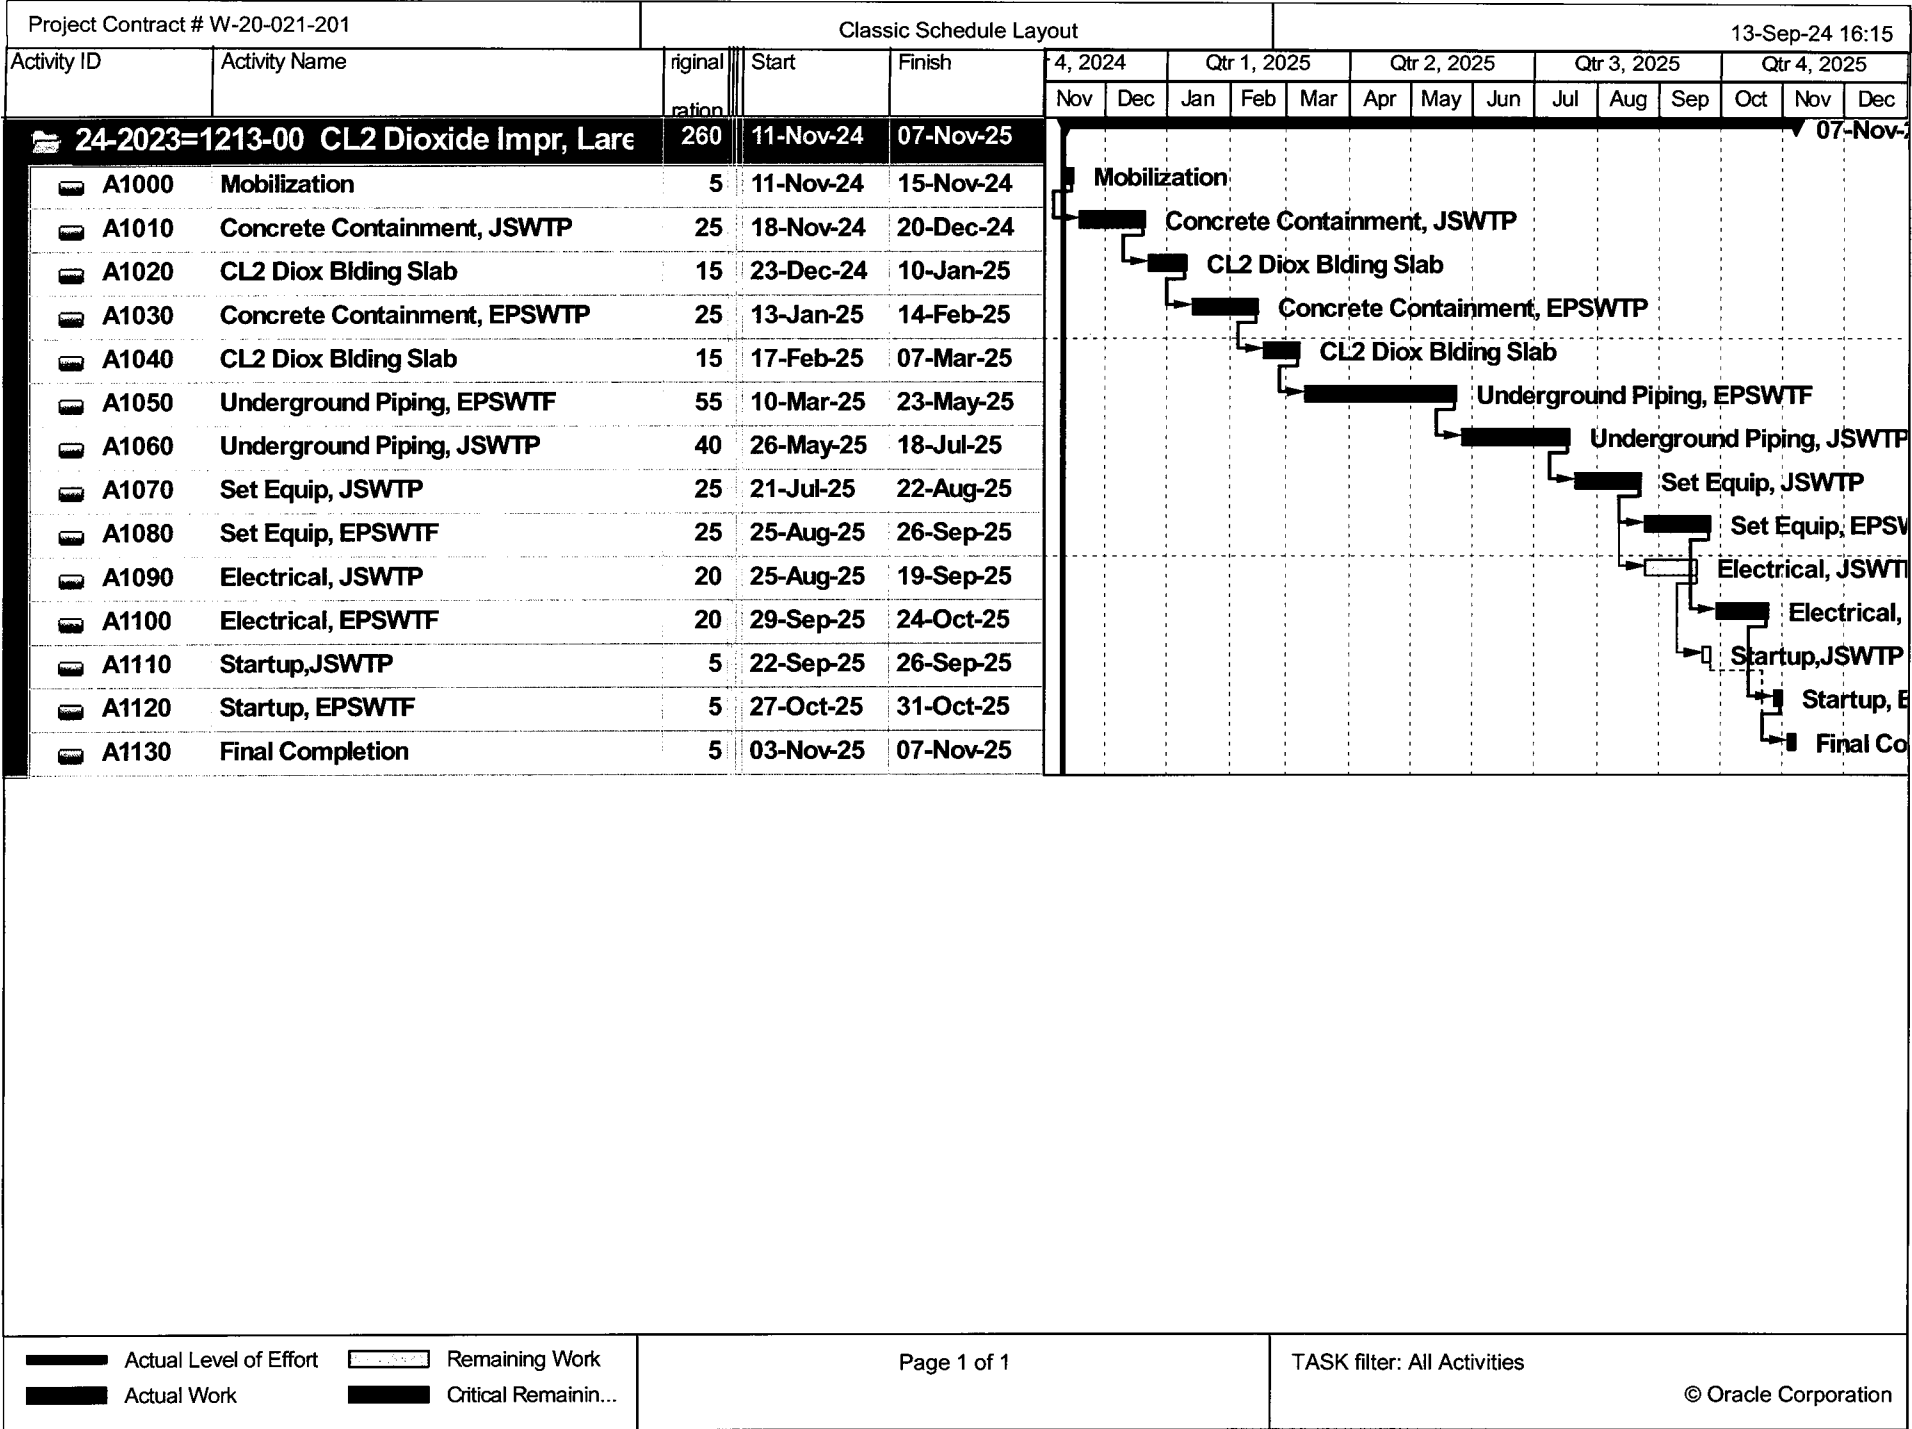 Project Contract # W-20-021-201
Classic Schedule Layout
13-Sep-24 16:15
Activity ID Activity Name riginal Start Finish
ration
4, 2024 Qtr 1, 2025 Qtr 2, 2025 Qtr 3, 2025 Qtr 4, 2025
Nov Dec Jan Feb Mar Apr May Jun Jul Aug Sep Oct Nov Dec
24-2023=1213-00 CL2 Dioxide Impr, Lare 260 11-Nov-24 07-Nov-25 07-Nov-2
A1000 Mobilization 5 11-Nov-24 15-Nov-24 Mobilization
A1010 Concrete Containment, JSWTP 25 18-Nov-24 20-Dec-24 Concrete Containment, JSWTP
A1020 CL2 Diox Blding Slab 15 23-Dec-24 10-Jan-25 CL2 Diox Blding Slab
A1030 Concrete Containment, EPSWTP 25 13-Jan-25 14-Feb-25 Concrete Containment, EPSWTP
A1040 CL2 Diox Blding Slab 15 17-Feb-25 07-Mar-25 CL2 Diox Blding Slab
A1050 Underground Piping, EPSWTF 55 10-Mar-25 23-May-25 Underground Piping, EPSWTF
A1060 Underground Piping, JSWTP 40 26-May-25 18-Jul-25 Underground Piping, JSWTP
A1070 Set Equip, JSWTP 25 21-Jul-25 22-Aug-25 Set Equip, JSWTP
A1080 Set Equip, EPSWTF 25 25-Aug-25 26-Sep-25 Set Equip, EPSW
A1090 Electrical, JSWTP 20 25-Aug-25 19-Sep-25 Electrical, JSWTP
A1100 Electrical, EPSWTF 20 29-Sep-25 24-Oct-25 Electrical,
A1110 Startup,JSWTP 5 22-Sep-25 26-Sep-25 Startup,JSWTP
A1120 Startup, EPSWTF 5 27-Oct-25 31-Oct-25 Startup, E
A1130 Final Completion 5 03-Nov-25 07-Nov-25 Final Co
Actual Level of Effort Remaining Work
Actual Work Critical Remainin...
Page 1 of 1
TASK filter: All Activities
© Oracle Corporation